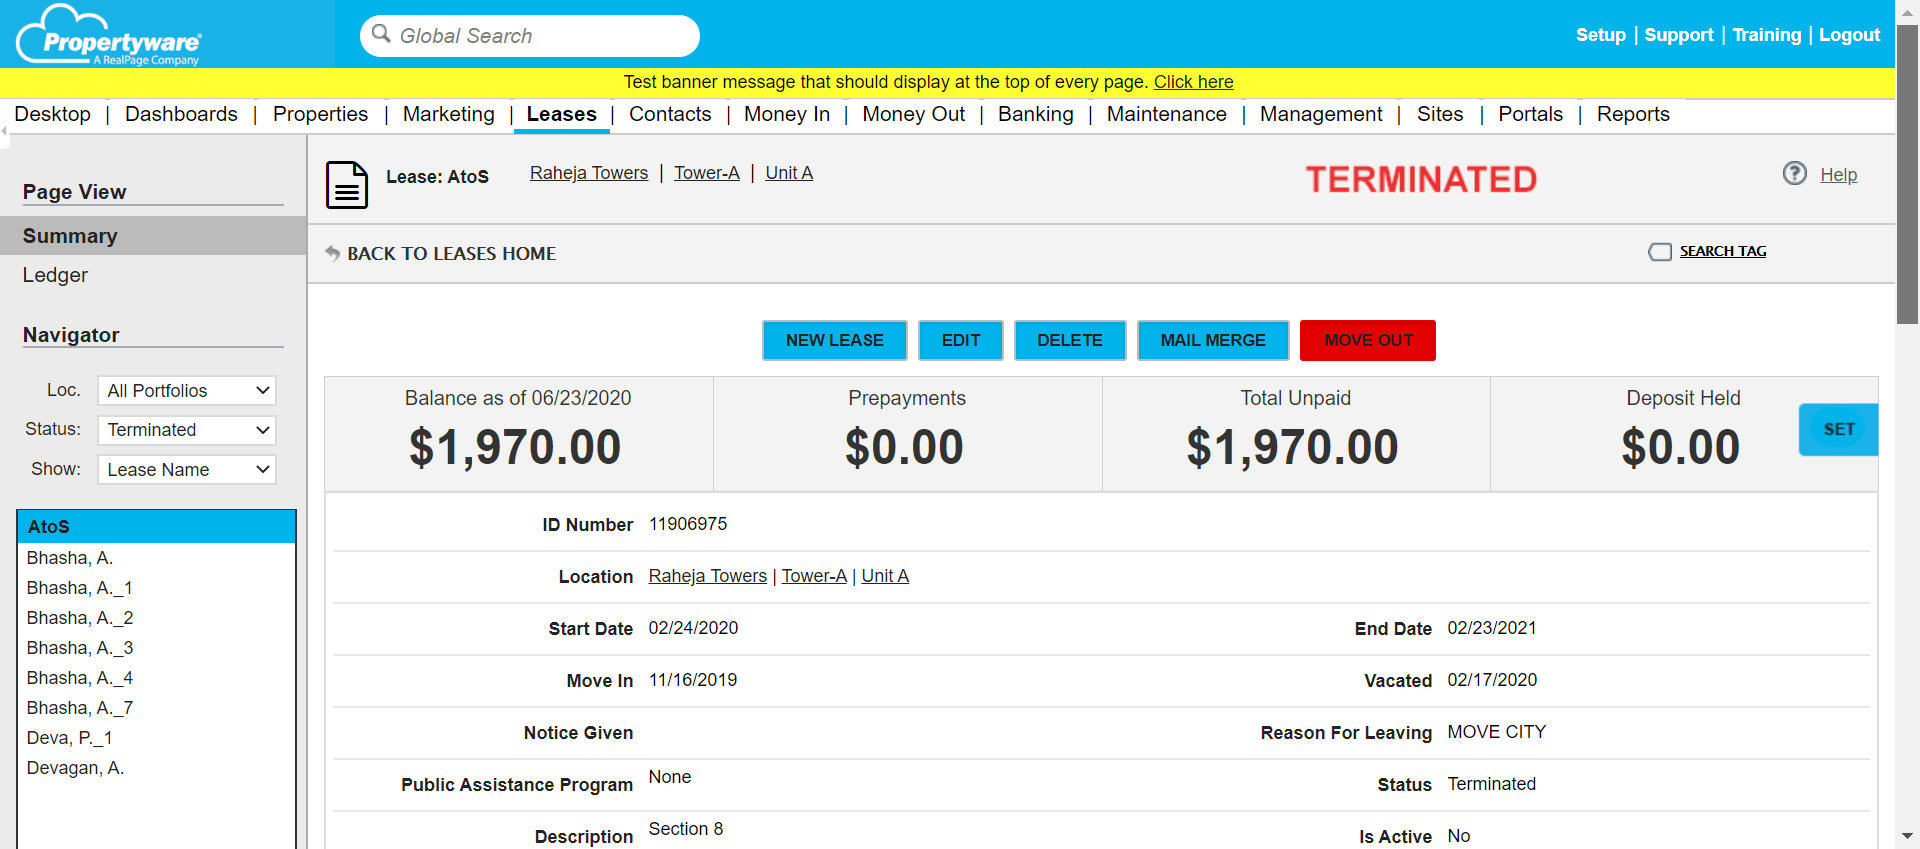 Propertyware
A RealPage Company
Global Search
Setup | Support | Training | Logout
Test banner message that should display at the top of every page. Click here
Desktop | Dashboards | Properties | Marketing | Leases | Contacts | Money In | Money Out | Banking | Maintenance | Management | Sites | Portals | Reports
Page View
Summary
Ledger
Navigator
Loc. All Portfolios
Status: Terminated
Show: Lease Name
AtoS
Bhasha, A.
Bhasha, A._1
Bhasha, A._2
Bhasha, A._3
Bhasha, A._4
Bhasha, A._7
Deva, P._1
Devagan, A.
Lease: AtoS Raheja Towers | Tower-A | Unit A
TERMINATED
? Help
BACK TO LEASES HOME
SEARCH TAG
NEW LEASE EDIT DELETE MAIL MERGE MOVE OUT
Balance as of 06/23/2020 Prepayments Total Unpaid Deposit Held
$1,970.00 $0.00 $1,970.00 $0.00 SET
ID Number 11906975
Location Raheja Towers | Tower-A | Unit A
Start Date 02/24/2020 End Date 02/23/2021
Move In 11/16/2019 Vacated 02/17/2020
Notice Given Reason For Leaving MOVE CITY
Public Assistance Program None Status Terminated
Description Section 8 Is Active No